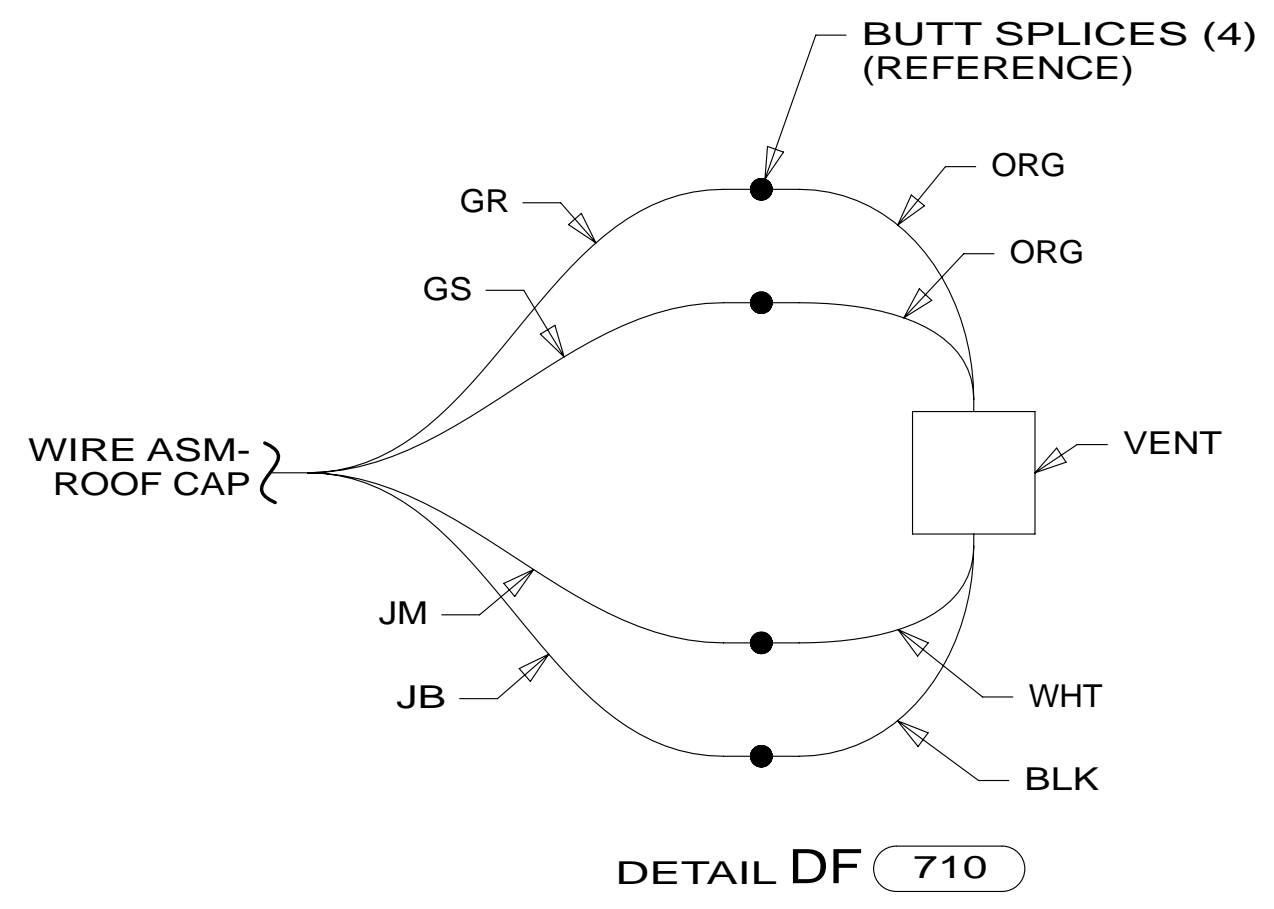 BUTT SPLICES (4)
(REFERENCE)
ORG
GR
ORG
GS
WIRE ASM-
ROOF CAP
VENT
JM
JB
WHT
BLK
DETAIL DF 710